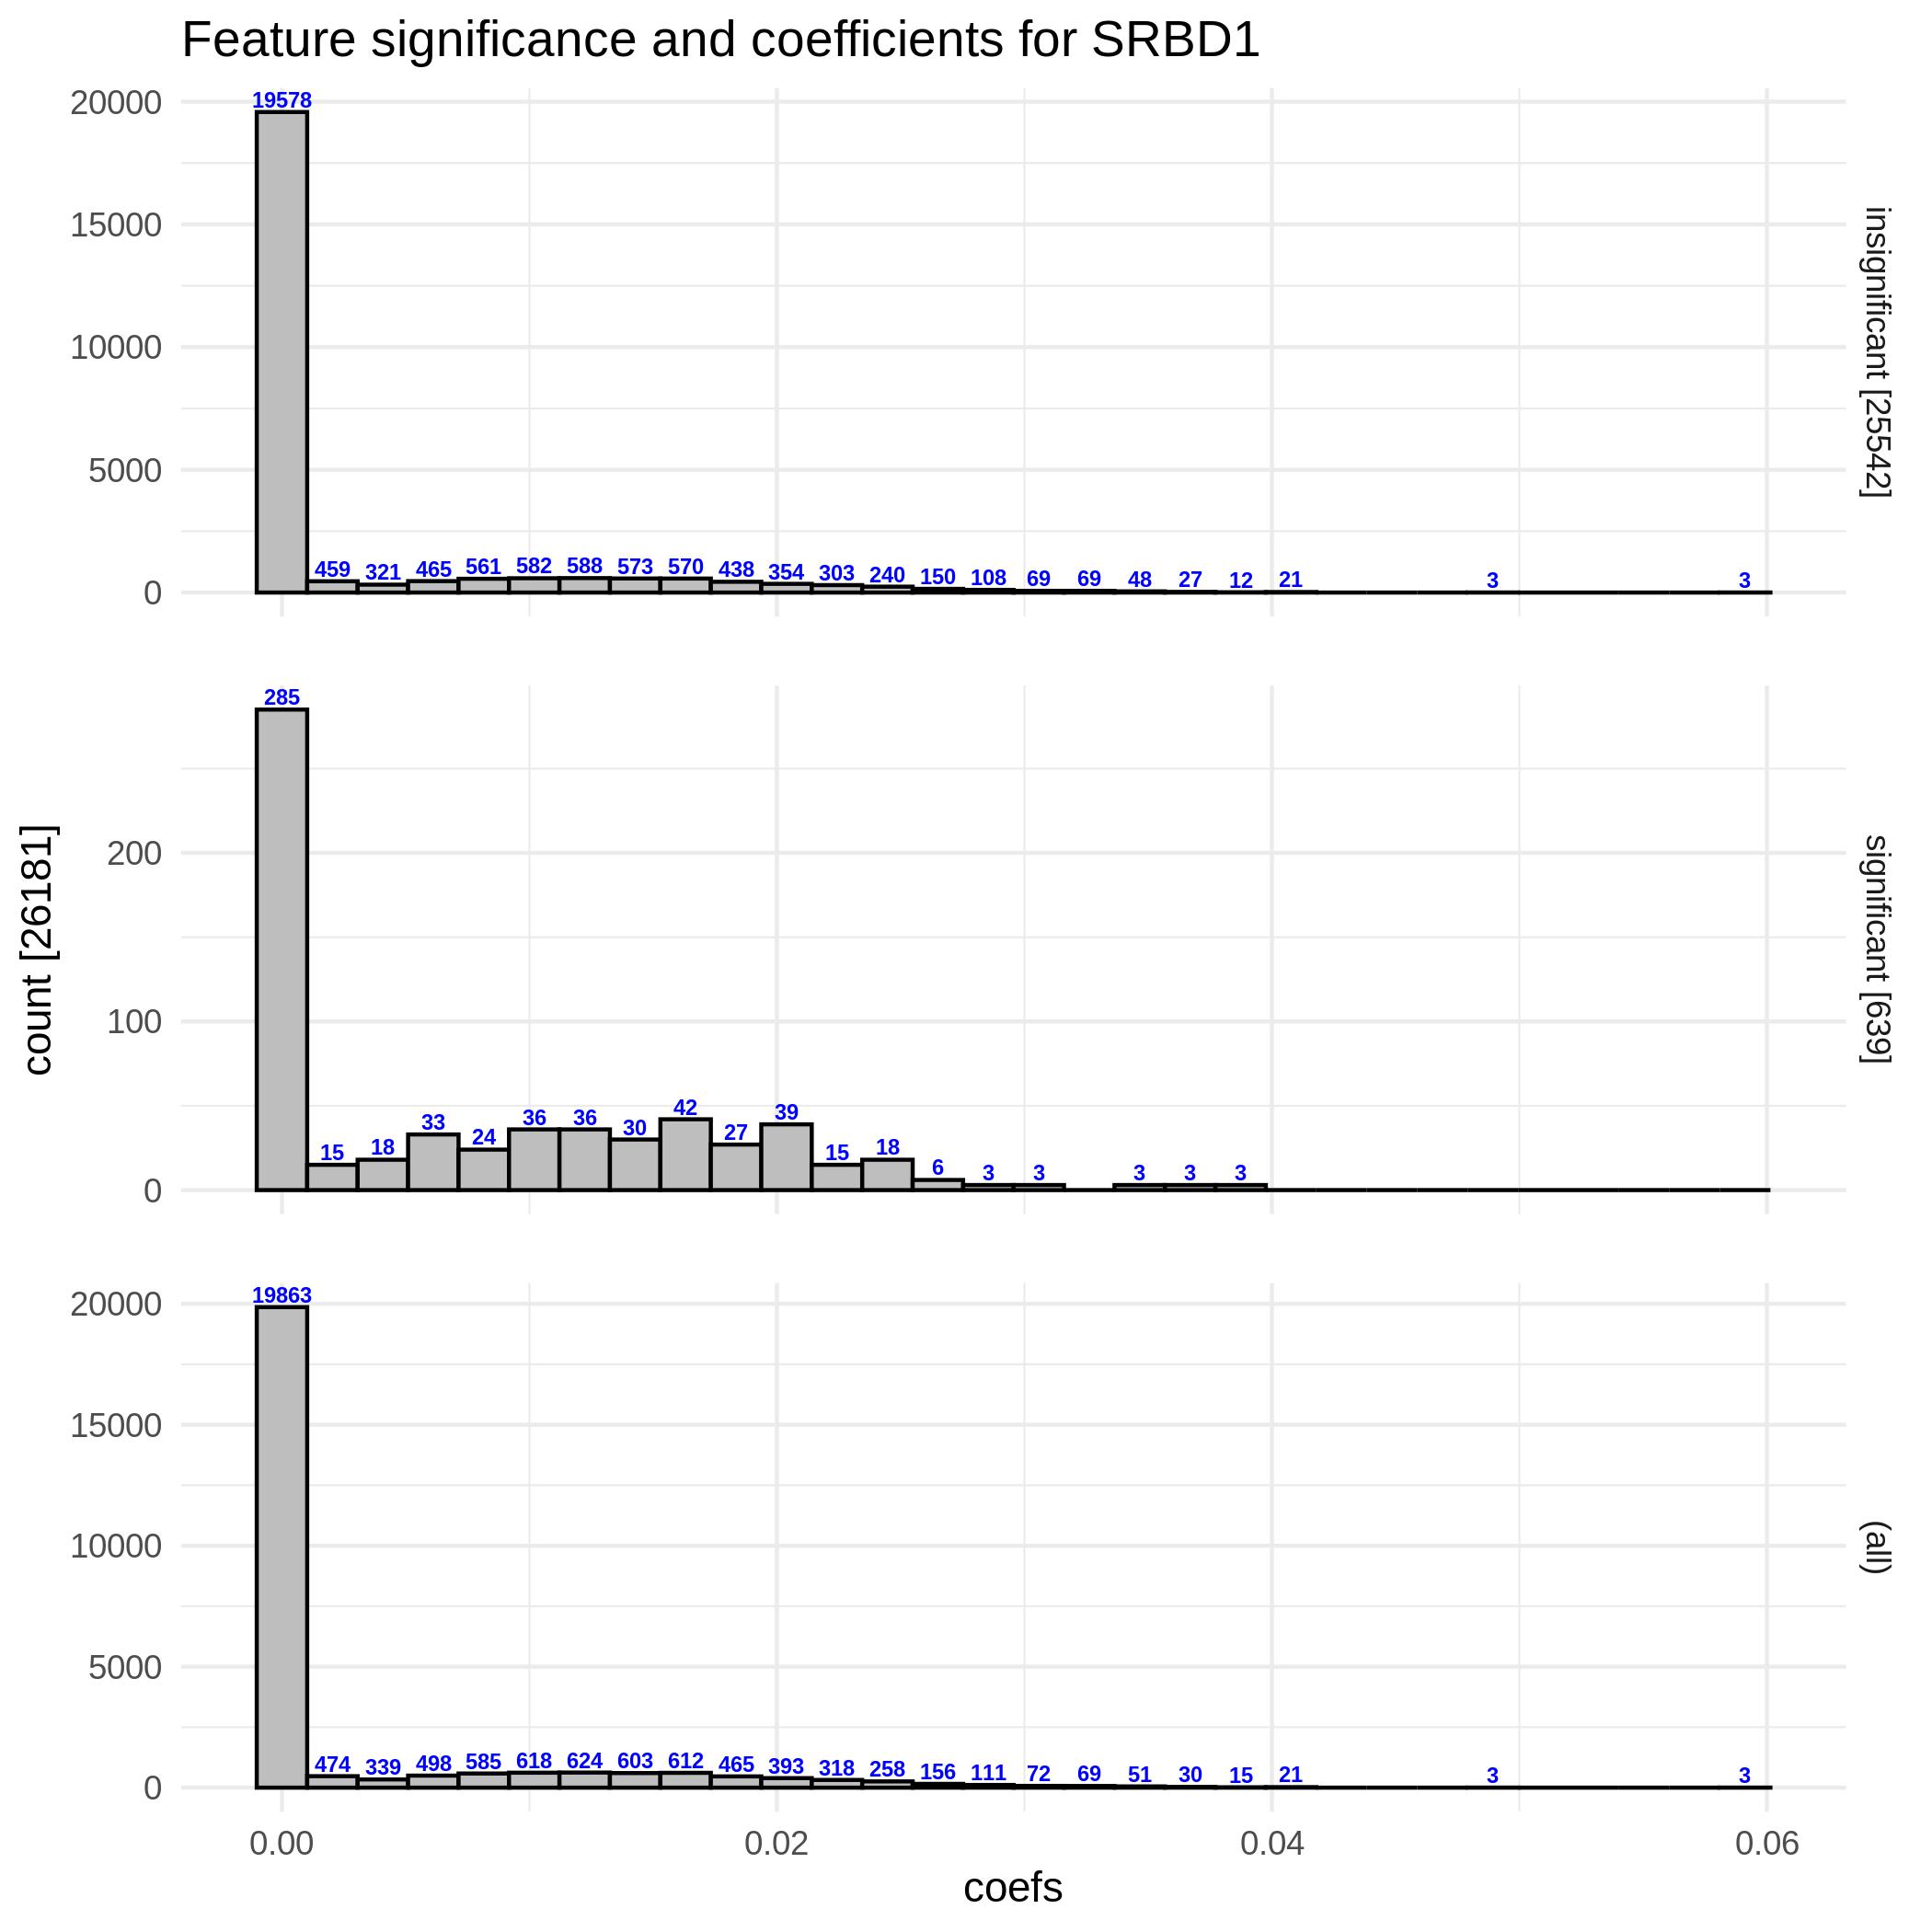 Feature significance and coefficients for SRBD1
20000
15000
10000
5000
0
19578
459 321 465 561 582 588 573 570 438 354 303 240 150 108 69 69 48 27 12 21 3 3
insignificant [25542]
count [26181]
200
100
0
285
15 18 33 24 36 36 30 42 27 39 15 18 6 3 3 3 3 3
significant [639]
20000
15000
10000
5000
0
19863
474 339 498 585 618 624 603 612 465 393 318 258 156 111 72 69 51 30 15 21 3 3
(all)
0.00 0.02 0.04 0.06
coefs